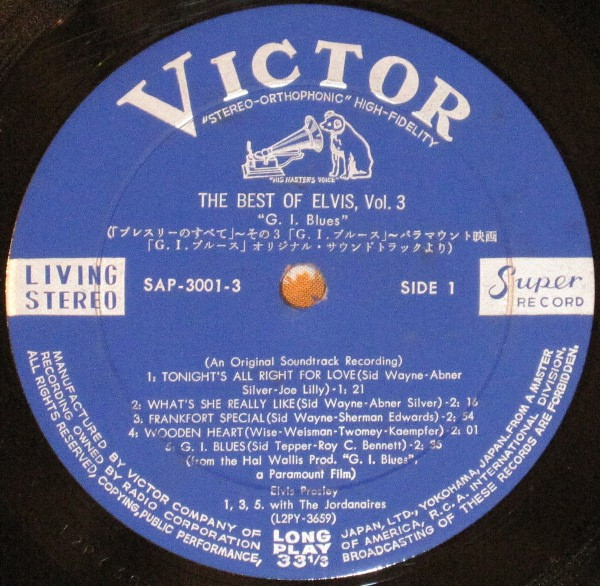 VICTOR
"STEREO-ORTHOPHONIC" HIGH-FIDELITY
"HIS MASTER'S VOICE"
THE BEST OF ELVIS, Vol. 3
"G. I. Blues"
(「プレスリーのすべて」～その3「G.I.ブルース」～パラマウント映画
「G.I.ブルース」オリジナル・サウンドトラックより)
LIVING
STEREO
SAP-3001-3
SIDE 1
Super
RECORD
(An Original Soundtrack Recording)
1: TONIGHT'S ALL RIGHT FOR LOVE(Sid Wayne-Abner
Silver-Joe Lilly)-1; 21
2: WHAT'S SHE REALLY LIKE(Sid Wayne-Abner Silver)-2: 16
3: FRANKFORT SPECIAL(Sid Wayne-Sherman Edwards)-2; 54
4: WOODEN HEART(Wise-Weisman-Twomey-Kaempfer)-2: 01
5: G. I. BLUES(Sid Tepper-Roy C. Bennett)-2: 35
(from the Hal Wallis Prod. "G. I. Blues",
a Paramount Film)
Elvis Presley
1, 3, 5. with The Jordanaires
(L2PY-3659)
LONG
PLAY
33 1/3
MANUFACTURED BY VICTOR COMPANY OF JAPAN, LTD., YOKOHAMA, JAPAN, FROM A MASTER
RECORDING OWNED BY RADIO CORPORATION OF AMERICA, R.C.A. INTERNATIONAL DIVISION.
ALL RIGHTS RESERVED, COPYING, PUBLIC PERFORMANCE, BROADCASTING OF THESE RECORDS ARE FORBIDDEN.